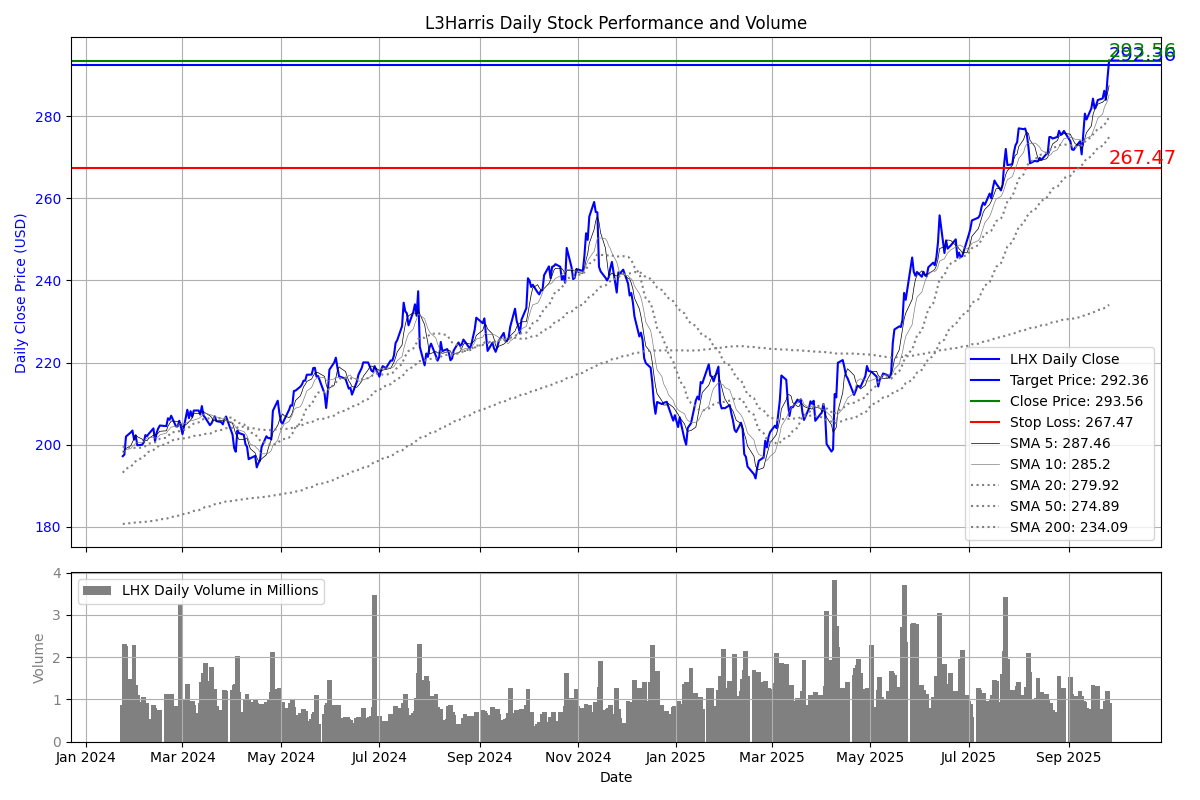 L3Harris Daily Stock Performance and Volume
293.56
292.36
280
267.47
260
240
220
200
180
Daily Close Price (USD)
LHX Daily Close
Target Price: 292.36
Close Price: 293.56
Stop Loss: 267.47
SMA 5: 287.46
SMA 10: 285.2
SMA 20: 279.92
SMA 50: 274.89
SMA 200: 234.09
4
3
2
1
0
Volume
LHX Daily Volume in Millions
Jan 2024 Mar 2024 May 2024 Jul 2024 Sep 2024 Nov 2024 Jan 2025 Mar 2025 May 2025 Jul 2025 Sep 2025
Date